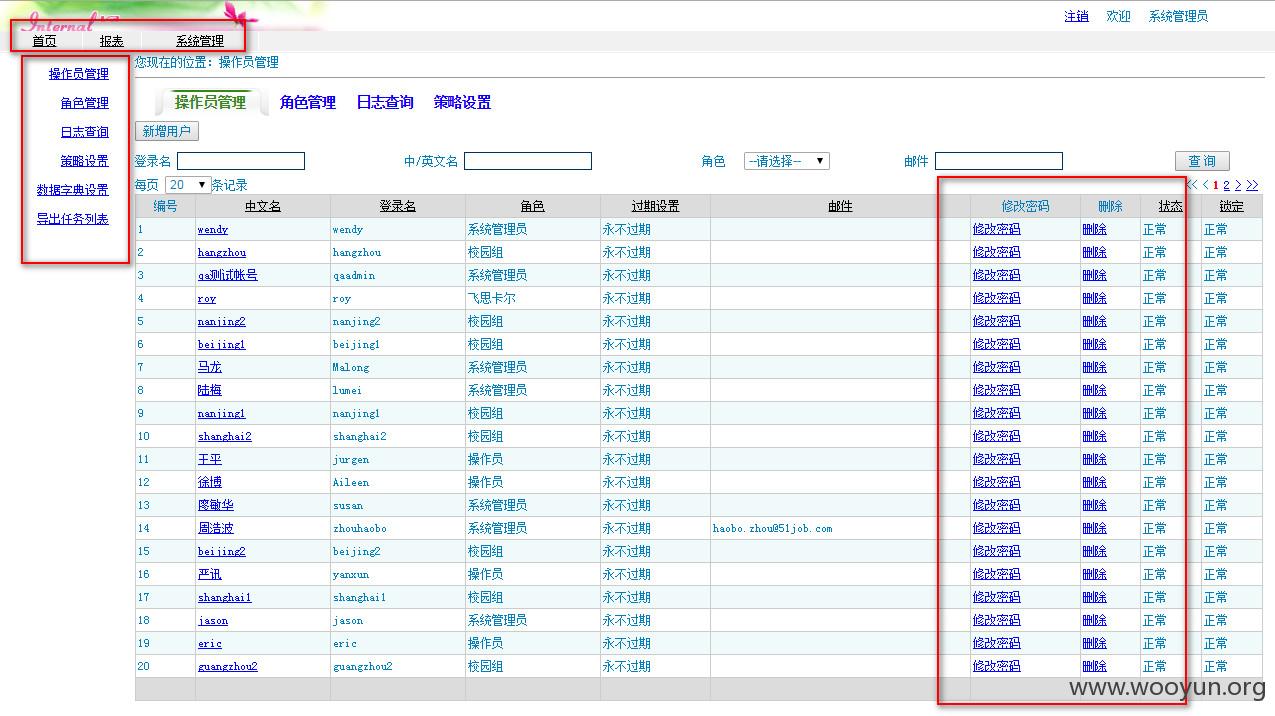 Internal
注销 欢迎 系统管理员
首页 报表 系统管理
您现在的位置：操作员管理
操作员管理
角色管理
日志查询
策略设置
数据字典设置
导出任务列表
操作员管理 角色管理 日志查询 策略设置
新增用户
登录名 中/英文名 角色 --请选择-- 邮件 查 询
每页 20 条记录 << < 1 2 > >>
编号 中文名 登录名 角色 过期设置 邮件 修改密码 删除 状态 锁定
1 wendy wendy 系统管理员 永不过期 修改密码 删除 正常 正常
2 hangzhou hangzhou 校园组 永不过期 修改密码 删除 正常 正常
3 qa测试帐号 qaadmin 系统管理员 永不过期 修改密码 删除 正常 正常
4 roy roy 飞思卡尔 永不过期 修改密码 删除 正常 正常
5 nanjing2 nanjing2 校园组 永不过期 修改密码 删除 正常 正常
6 beijing1 beijing1 校园组 永不过期 修改密码 删除 正常 正常
7 马龙 Malong 系统管理员 永不过期 修改密码 删除 正常 正常
8 陆梅 lumei 系统管理员 永不过期 修改密码 删除 正常 正常
9 nanjing1 nanjing1 校园组 永不过期 修改密码 删除 正常 正常
10 shanghai2 shanghai2 校园组 永不过期 修改密码 删除 正常 正常
11 王平 jurgen 操作员 永不过期 修改密码 删除 正常 正常
12 徐博 Aileen 操作员 永不过期 修改密码 删除 正常 正常
13 廖敏华 susan 系统管理员 永不过期 修改密码 删除 正常 正常
14 周浩波 zhouhaobo 系统管理员 永不过期 haobo.zhou@51job.com 修改密码 删除 正常 正常
15 beijing2 beijing2 校园组 永不过期 修改密码 删除 正常 正常
16 严讯 yanxun 操作员 永不过期 修改密码 删除 正常 正常
17 shanghai1 shanghai1 校园组 永不过期 修改密码 删除 正常 正常
18 jason jason 系统管理员 永不过期 修改密码 删除 正常 正常
19 eric eric 操作员 永不过期 修改密码 删除 正常 正常
20 guangzhou2 guangzhou2 校园组 永不过期 修改密码 删除 正常 正常
www.wooyun.org